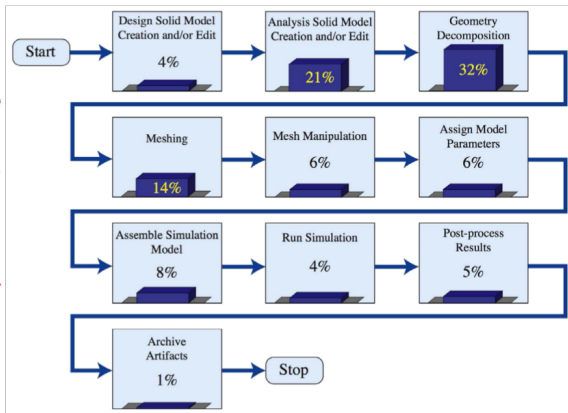 Start
Design Solid Model
Creation and/or Edit
4%
Analysis Solid Model
Creation and/or Edit
21%
Geometry
Decomposition
32%
Meshing
14%
Mesh Manipulation
6%
Assign Model
Parameters
6%
Assemble Simulation
Model
8%
Run Simulation
4%
Post-process
Results
5%
Archive
Artifacts
1%
Stop